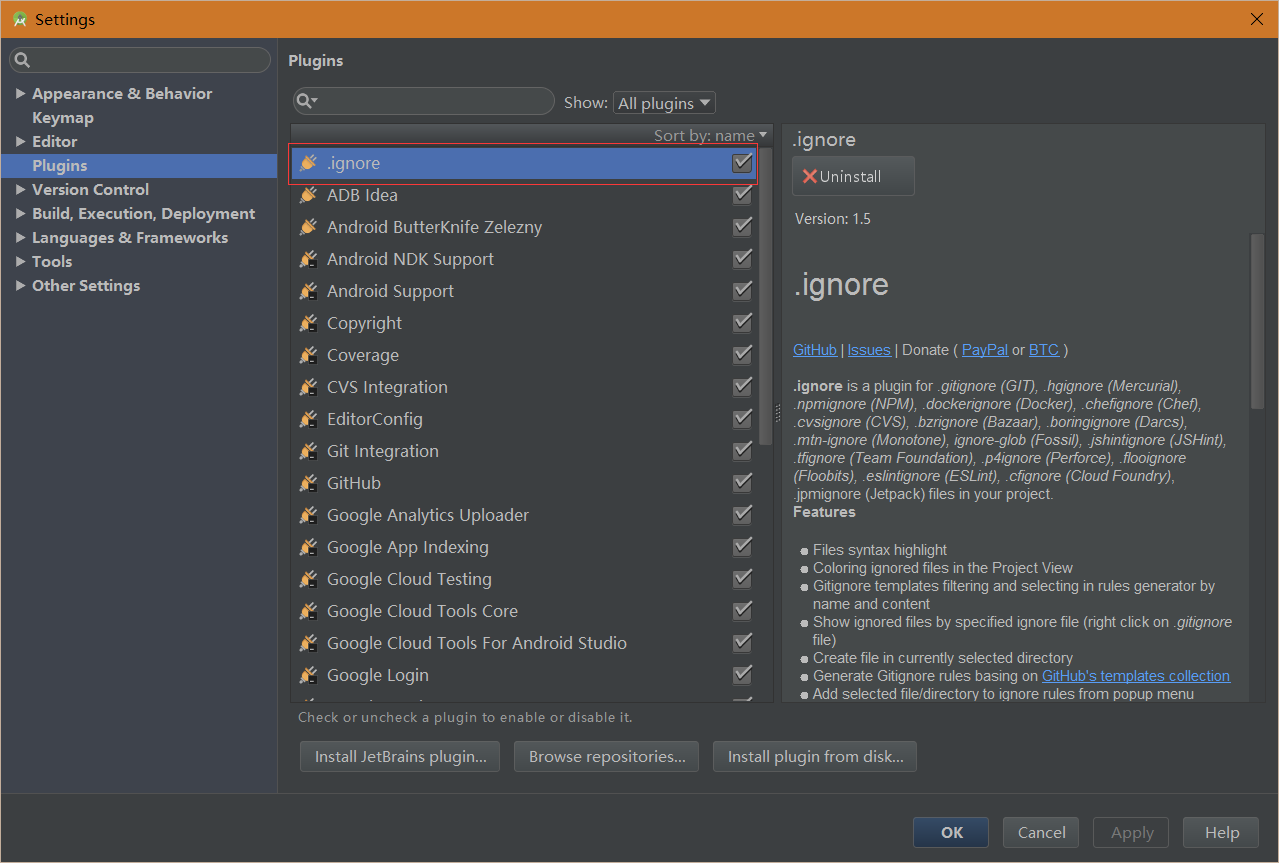 Settings
Appearance & Behavior
Keymap
Editor
Plugins
Version Control
Build, Execution, Deployment
Languages & Frameworks
Tools
Other Settings
Plugins
Show: All plugins
Sort by: name
.ignore
ADB Idea
Android ButterKnife Zelezny
Android NDK Support
Android Support
Copyright
Coverage
CVS Integration
EditorConfig
Git Integration
GitHub
Google Analytics Uploader
Google App Indexing
Google Cloud Testing
Google Cloud Tools Core
Google Cloud Tools For Android Studio
Google Login
Check or uncheck a plugin to enable or disable it.
Install JetBrains plugin...
Browse repositories...
Install plugin from disk...
.ignore
Uninstall
Version: 1.5
.ignore
GitHub | Issues | Donate ( PayPal or BTC )
.ignore is a plugin for .gitignore (GIT), .hgignore (Mercurial),
.npmignore (NPM), .dockerignore (Docker), .chefignore (Chef),
.cvsignore (CVS), .bzrignore (Bazaar), .boringignore (Darcs),
.mtn-ignore (Monotone), ignore-glob (Fossil), .jshintignore (JSHint),
.tfignore (Team Foundation), .p4ignore (Perforce), .flooignore
(Floobits), .eslintignore (ESLint), .cfignore (Cloud Foundry),
.jpmignore (Jetpack) files in your project.
Features
Files syntax highlight
Coloring ignored files in the Project View
Gitignore templates filtering and selecting in rules generator by
name and content
Show ignored files by specified ignore file (right click on .gitignore
file)
Create file in currently selected directory
Generate Gitignore rules basing on GitHub's templates collection
Add selected file/directory to ignore rules from popup menu
OK
Cancel
Apply
Help